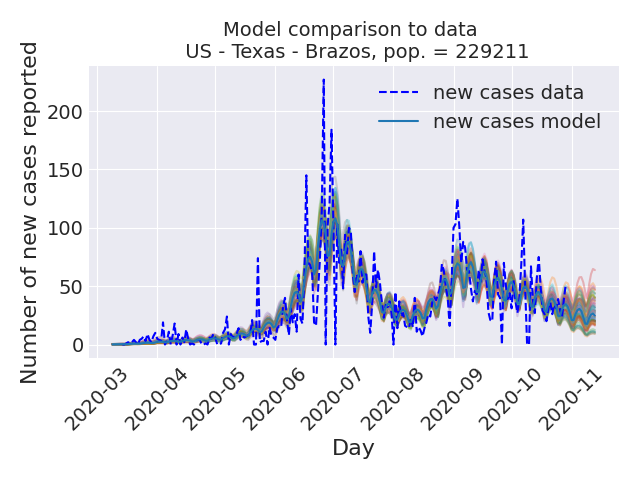 Model comparison to data
US - Texas - Brazos, pop. = 229211
Number of new cases reported
200
150
100
50
0
new cases data
new cases model
2020-03
2020-04
2020-05
2020-06
2020-07
2020-08
2020-09
2020-10
2020-11
Day